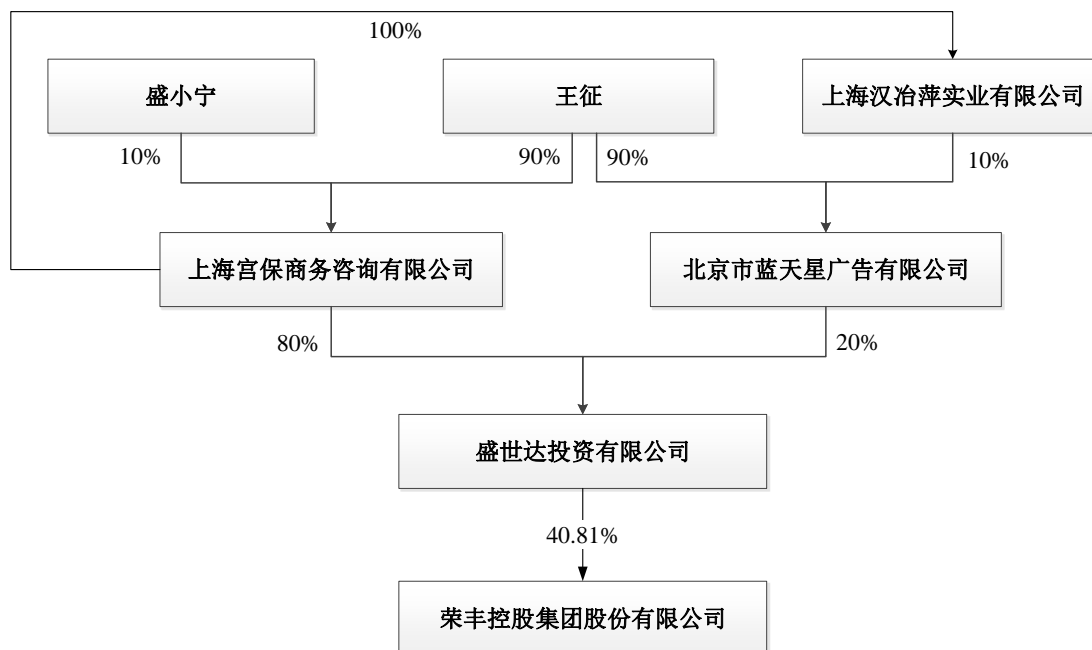 100%
盛小宁
王征
上海汉冶萍实业有限公司
10%
90%
90%
10%
上海宫保商务咨询有限公司
北京市蓝天星广告有限公司
80%
20%
盛世达投资有限公司
40.81%
荣丰控股集团股份有限公司